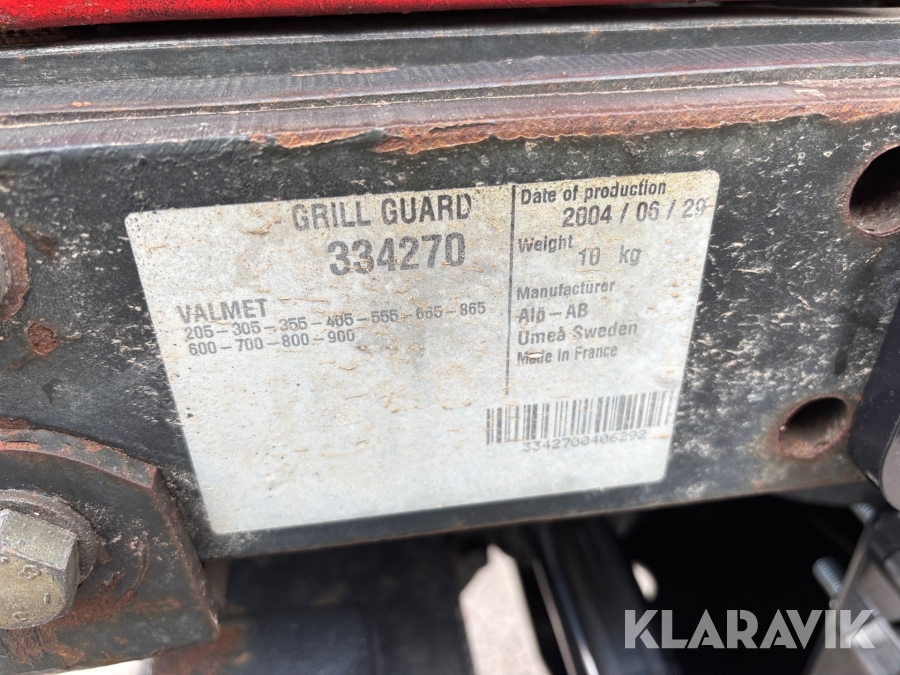 GRILL GUARD
334270
VALMET
205-305-355-405-555-665-865
600-700-800-900
Date of production
2004/06/29
Weight
10 kg
Manufacturer
Alö-AB
Umeå Sweden
Made in France
3342700406292
KLARAVIK